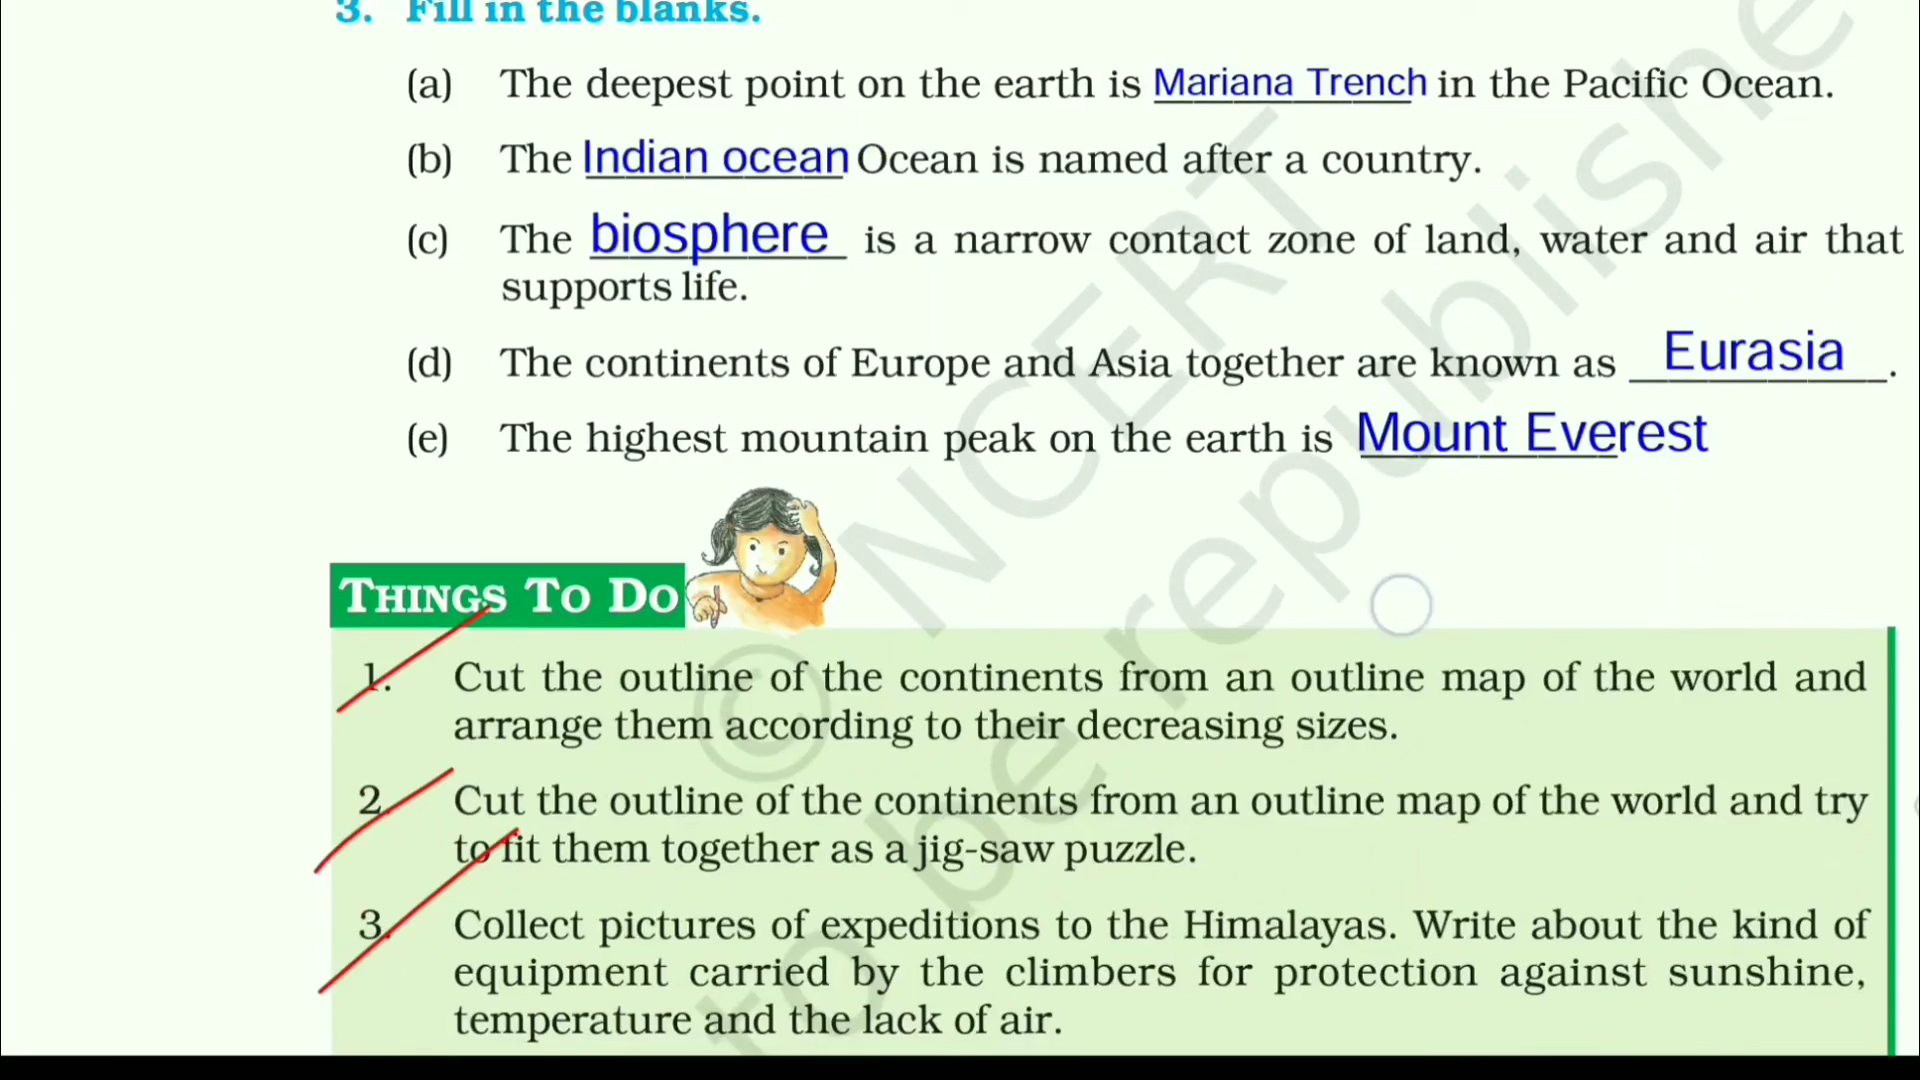 3. Fill in the blanks.
(a) The deepest point on the earth is Mariana Trench in the Pacific Ocean.
(b) The Indian ocean Ocean is named after a country.
(c) The biosphere is a narrow contact zone of land, water and air that
supports life.
(d) The continents of Europe and Asia together are known as Eurasia.
(e) The highest mountain peak on the earth is Mount Everest
THINGS TO DO
1. Cut the outline of the continents from an outline map of the world and
arrange them according to their decreasing sizes.
2. Cut the outline of the continents from an outline map of the world and try
to fit them together as a jig-saw puzzle.
3. Collect pictures of expeditions to the Himalayas. Write about the kind of
equipment carried by the climbers for protection against sunshine,
temperature and the lack of air.
© NCERT
to be republishe